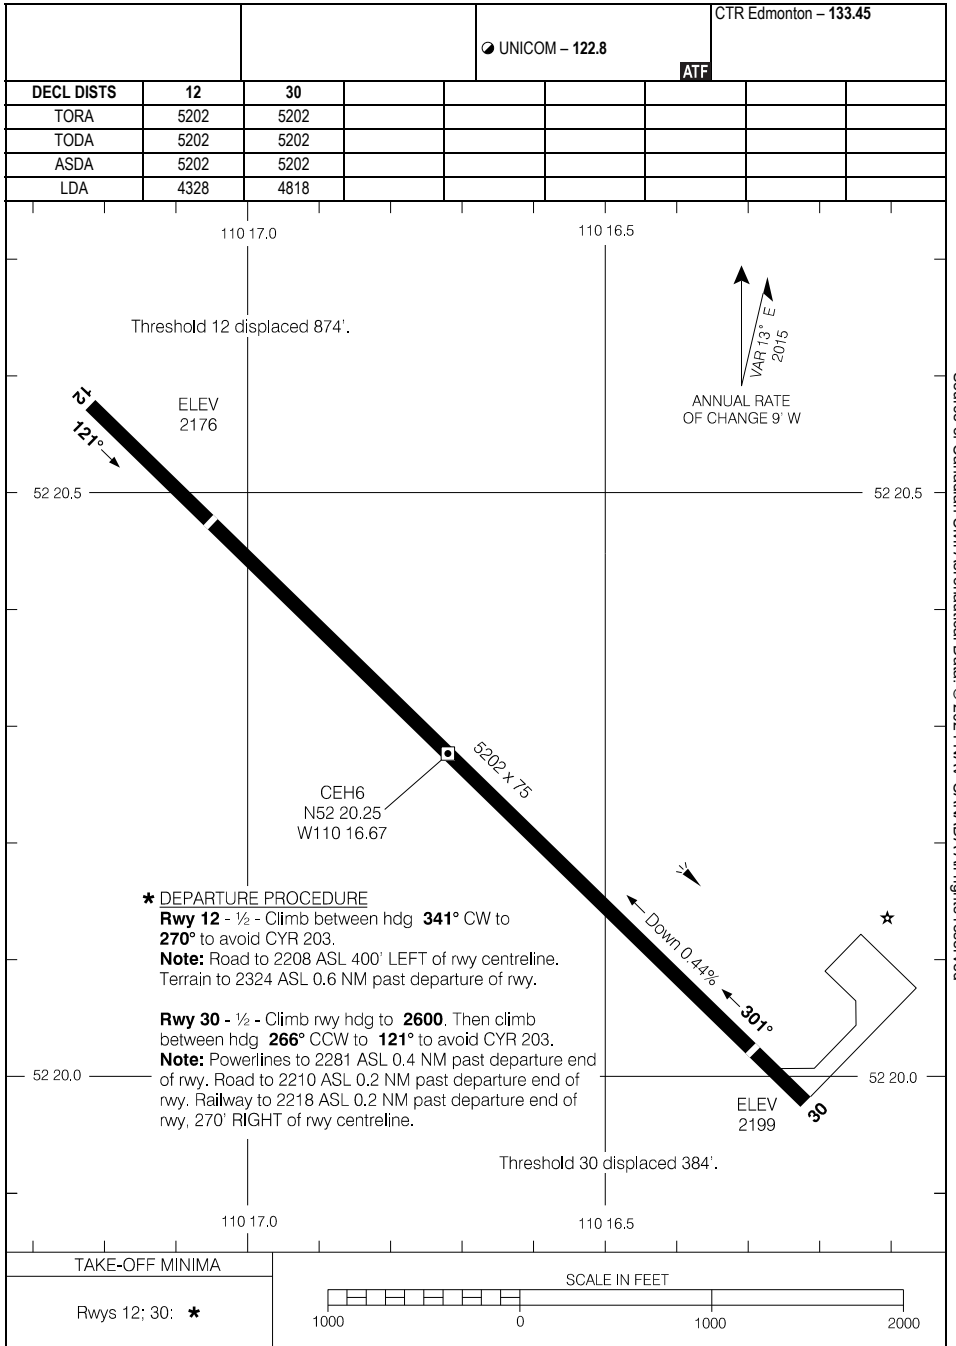 CTR Edmonton – 133.45
UNICOM – 122.8
ATF
DECL DISTS 12 30
TORA 5202 5202
TODA 5202 5202
ASDA 5202 5202
LDA 4328 4818
110 17.0 110 16.5
Threshold 12 displaced 874'.
VAR 13° E
2015
ANNUAL RATE
OF CHANGE 9' W
12
121°
ELEV
2176
52 20.5 52 20.5
5202 x 75
CEH6
N52 20.25
W110 16.67
* DEPARTURE PROCEDURE
Rwy 12 - ½ - Climb between hdg 341° CW to
270° to avoid CYR 203.
Note: Road to 2208 ASL 400' LEFT of rwy centreline.
Terrain to 2324 ASL 0.6 NM past departure of rwy.
Rwy 30 - ½ - Climb rwy hdg to 2600. Then climb
between hdg 266° CCW to 121° to avoid CYR 203.
Note: Powerlines to 2281 ASL 0.4 NM past departure end
of rwy. Road to 2210 ASL 0.2 NM past departure end of
rwy. Railway to 2218 ASL 0.2 NM past departure end of
rwy, 270' RIGHT of rwy centreline.
Down 0.44%
301°
52 20.0 52 20.0
30
ELEV
2199
Threshold 30 displaced 384'.
110 17.0 110 16.5
TAKE-OFF MINIMA
Rwys 12; 30: *
SCALE IN FEET
1000 0 1000 2000